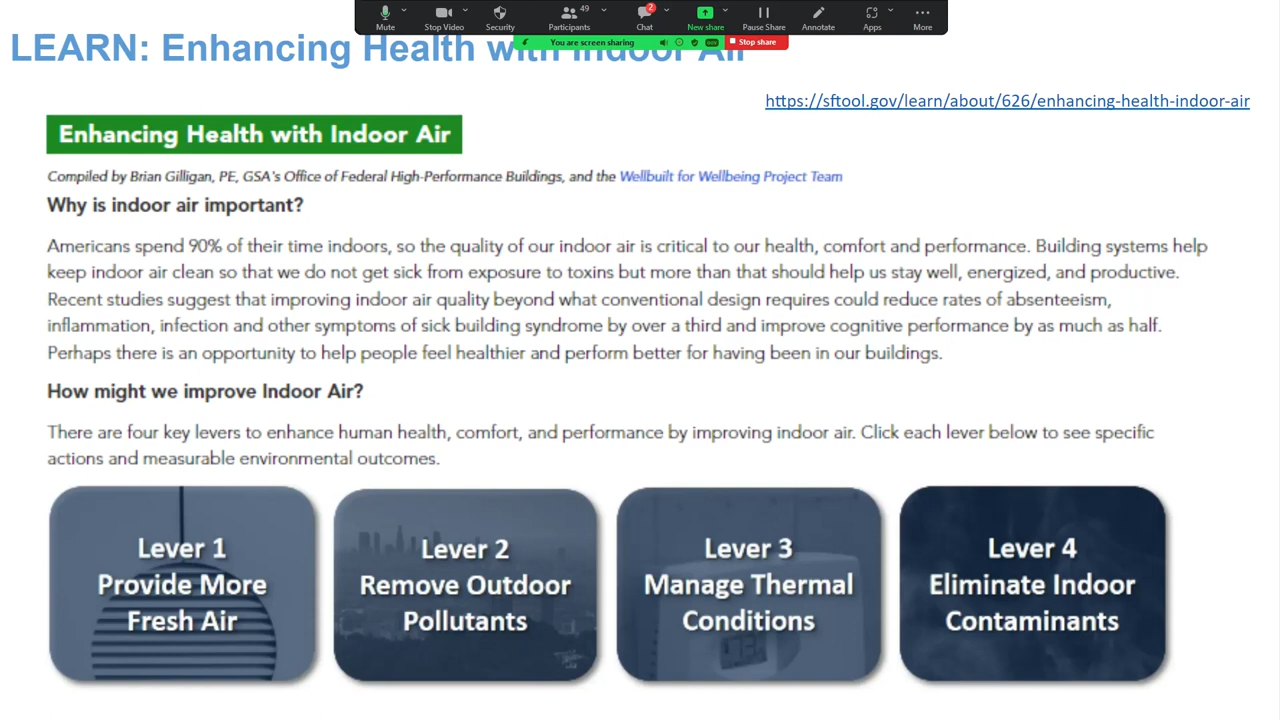 49
2
Mute
Stop Video
Security
Participants
Chat
New share
Pause Share
Annotate
Apps
More
You are screen sharing
Stop share
LEARN: Enhancing Health with Indoor Air
https://sftool.gov/learn/about/626/enhancing-health-indoor-air
Enhancing Health with Indoor Air
Compiled by Brian Gilligan, PE, GSA's Office of Federal High-Performance Buildings, and the Wellbuilt for Wellbeing Project Team
Why is indoor air important?
Americans spend 90% of their time indoors, so the quality of our indoor air is critical to our health, comfort and performance. Building systems help
keep indoor air clean so that we do not get sick from exposure to toxins but more than that should help us stay well, energized, and productive.
Recent studies suggest that improving indoor air quality beyond what conventional design requires could reduce rates of absenteeism,
inflammation, infection and other symptoms of sick building syndrome by over a third and improve cognitive performance by as much as half.
Perhaps there is an opportunity to help people feel healthier and perform better for having been in our buildings.
How might we improve Indoor Air?
There are four key levers to enhance human health, comfort, and performance by improving indoor air. Click each lever below to see specific
actions and measurable environmental outcomes.
Lever 1
Provide More
Fresh Air
Lever 2
Remove Outdoor
Pollutants
Lever 3
Manage Thermal
Conditions
Lever 4
Eliminate Indoor
Contaminants